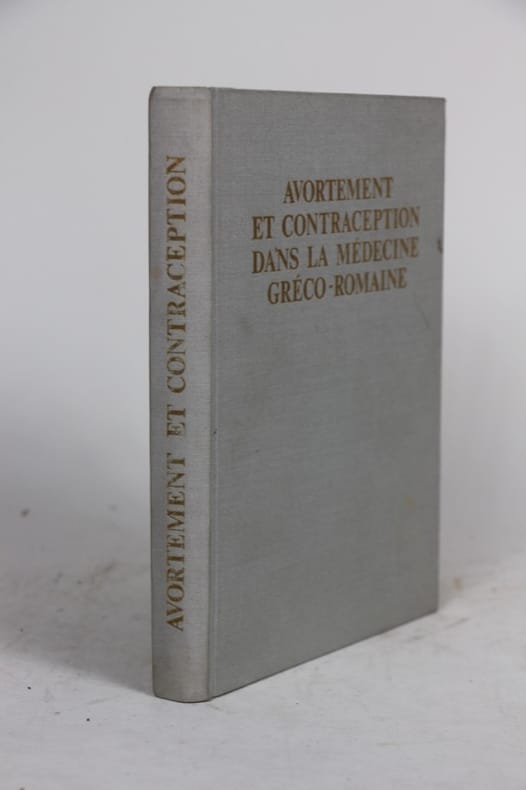 AVORTEMENT
ET CONTRACEPTION
DANS LA MÉDECINE
GRÉCO-ROMAINE
AVORTEMENT ET CONTRACEPTION